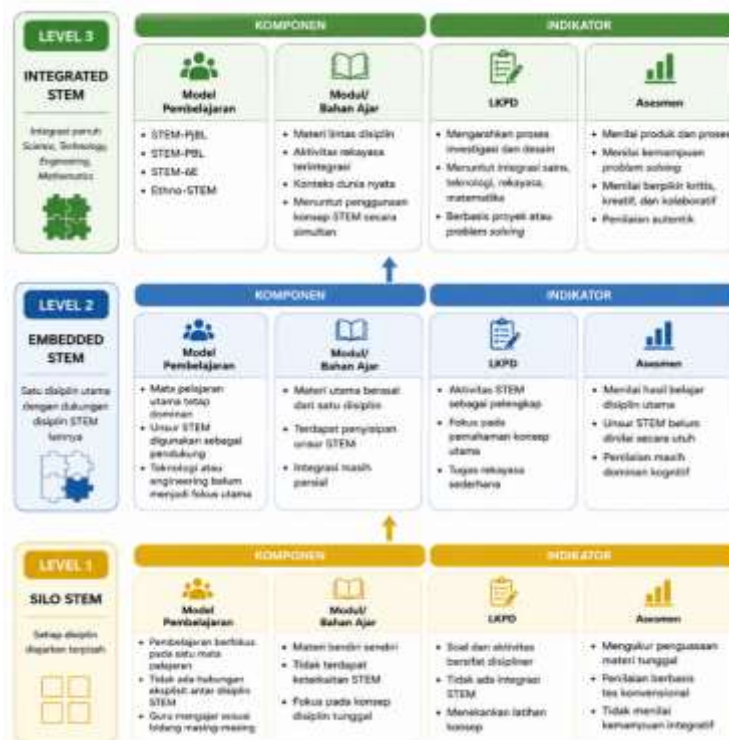 LEVEL 3
INTEGRATED
STEM
Integrasi penuh
Science, Technology,
Engineering,
Mathematics
KOMPONEN
INDIKATOR
Model
Pembelajaran
• STEM-PjBL
• STEM-PBL
• STEM-6E
• Ethno-STEM
Modul/
Bahan Ajar
• Materi lintas disiplin
• Aktivitas rekayasa
terintegrasi
• Konteks dunia nyata
• Menuntut penggunaan
konsep STEM secara
simultan
LKPD
• Mengarahkan proses
investigasi dan desain
• Menuntut integrasi sains,
teknologi, rekayasa,
matematika
• Berbasis proyek atau
problem solving
Asesmen
• Menilai produk dan proses
• Menilai kemampuan
problem solving
• Menilai berpikir kritis,
kreatif, dan kolaboratif
• Penilaian autentik
LEVEL 2
EMBEDDED
STEM
Satu disiplin utama
dengan dukungan
disiplin STEM
lainnya
KOMPONEN
INDIKATOR
Model
Pembelajaran
• Mata pelajaran
utama tetap
dominan
• Unsur STEM
digunakan sebagai
pendukung
• Teknologi atau
engineering belum
menjadi fokus utama
Modul/
Bahan Ajar
• Materi utama berasal
dari satu disiplin
• Terdapat penyisipan
unsur STEM
• Integrasi masih
parsial
LKPD
• Aktivitas STEM
sebagai pelengkap
• Fokus pada
pemahaman konsep
utama
• Tugas rekayasa
sederhana
Asesmen
• Menilai hasil belajar
disiplin utama
• Unsur STEM belum
dinilai secara utuh
• Penilaian masih
dominan kognitif
LEVEL 1
SILO STEM
Setiap disiplin
diajarkan terpisah
KOMPONEN
INDIKATOR
Model
Pembelajaran
• Pembelajaran berfokus
pada satu mata
pelajaran
• Tidak ada hubungan
eksplisit antar disiplin
STEM
• Guru mengajar sesuai
bidang masing-masing
Modul/
Bahan Ajar
• Materi berdiri sendiri
• Tidak terdapat
keterkaitan STEM
• Fokus pada konsep
disiplin tunggal
LKPD
• Soal dan aktivitas
bersifat disipliner
• Tidak ada integrasi
STEM
• Menekankan latihan
konsep
Asesmen
• Mengukur penguasaan
materi tunggal
• Penilaian berbasis
tes konvensional
• Tidak menilai
kemampuan integratif